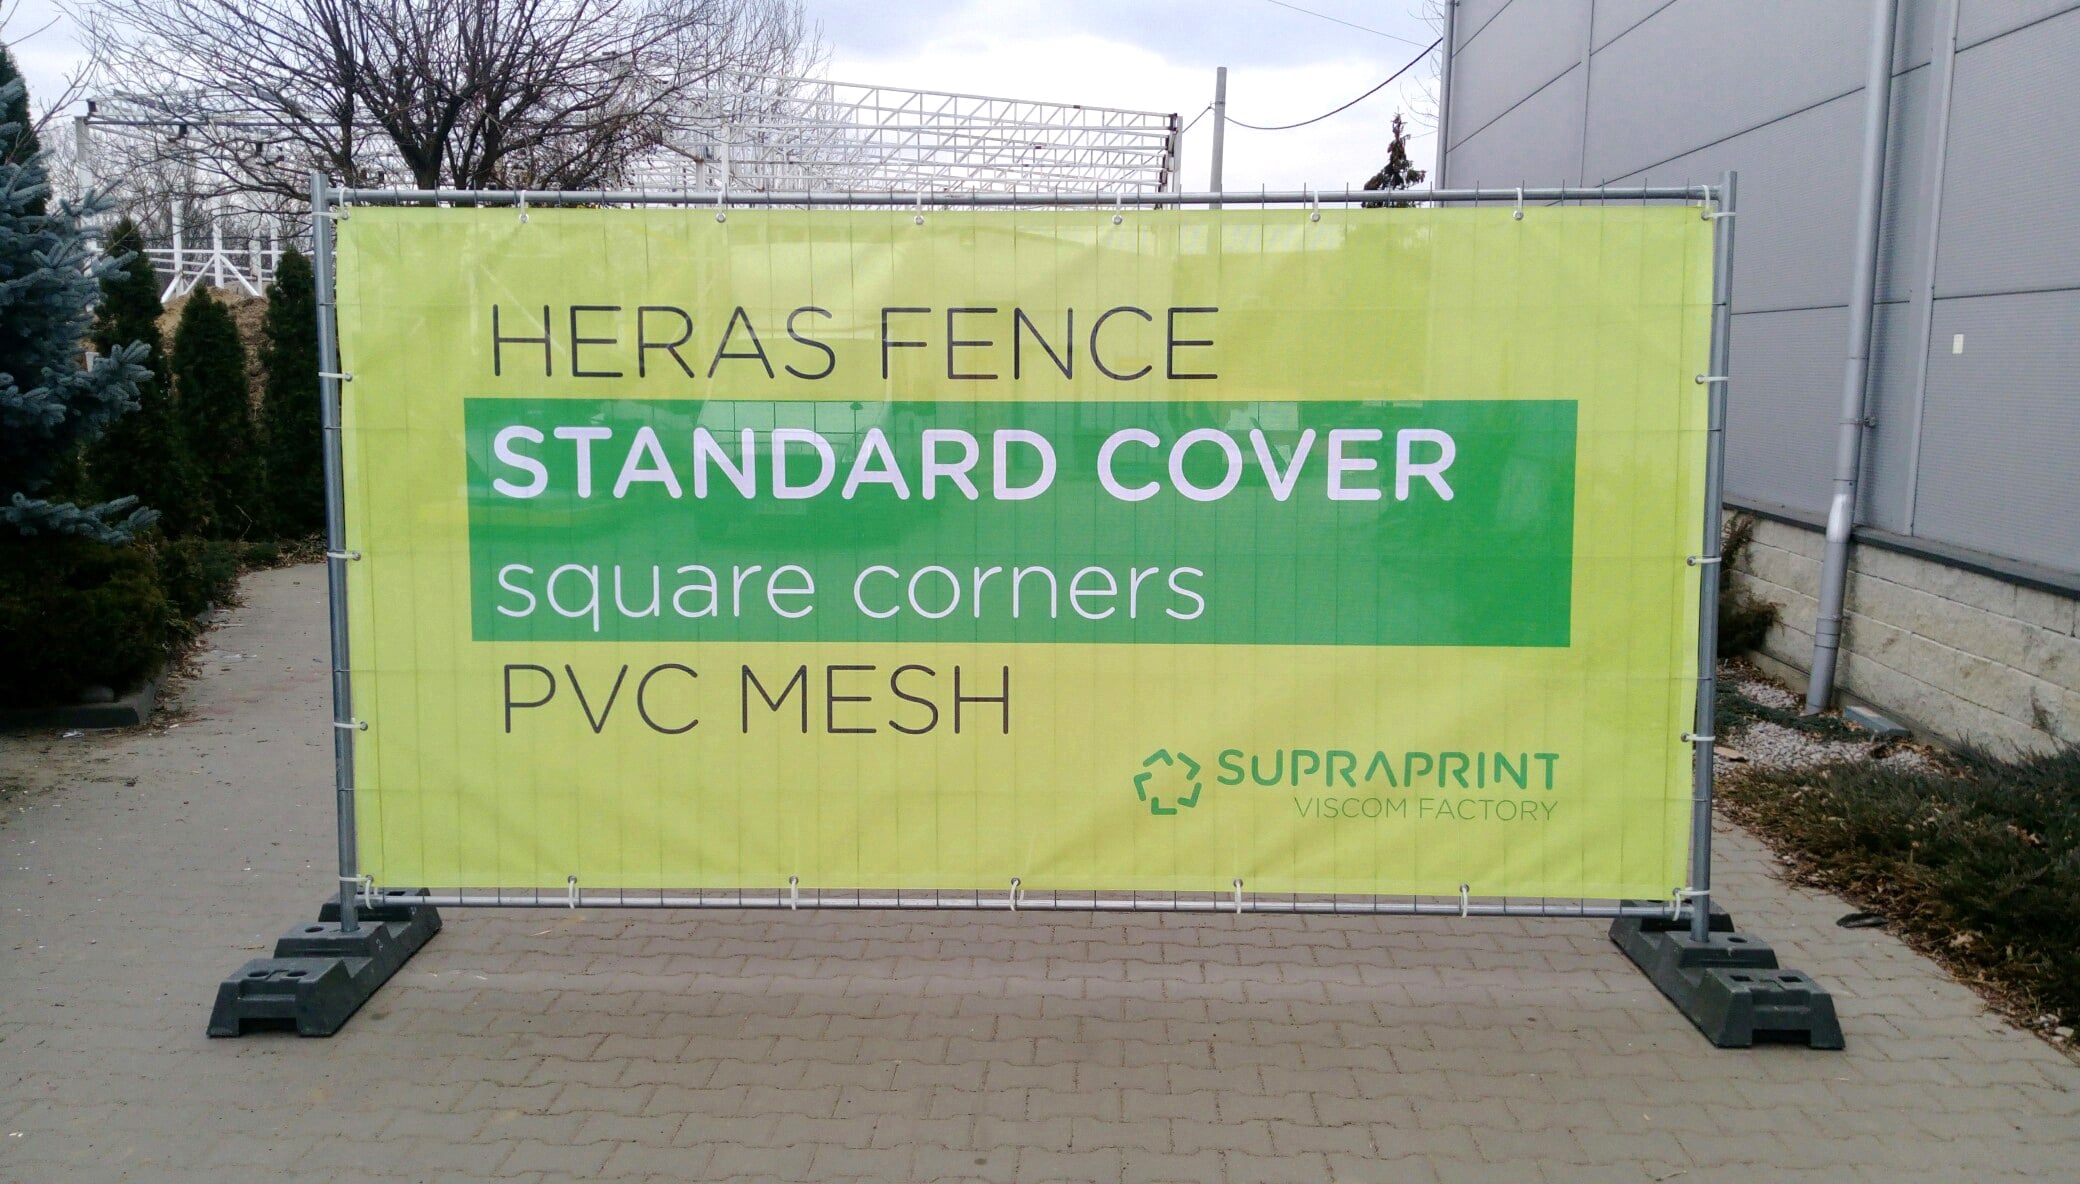 HERAS FENCE
STANDARD COVER
square corners
PVC MESH
SUPRAPRINT
VISCOM FACTORY